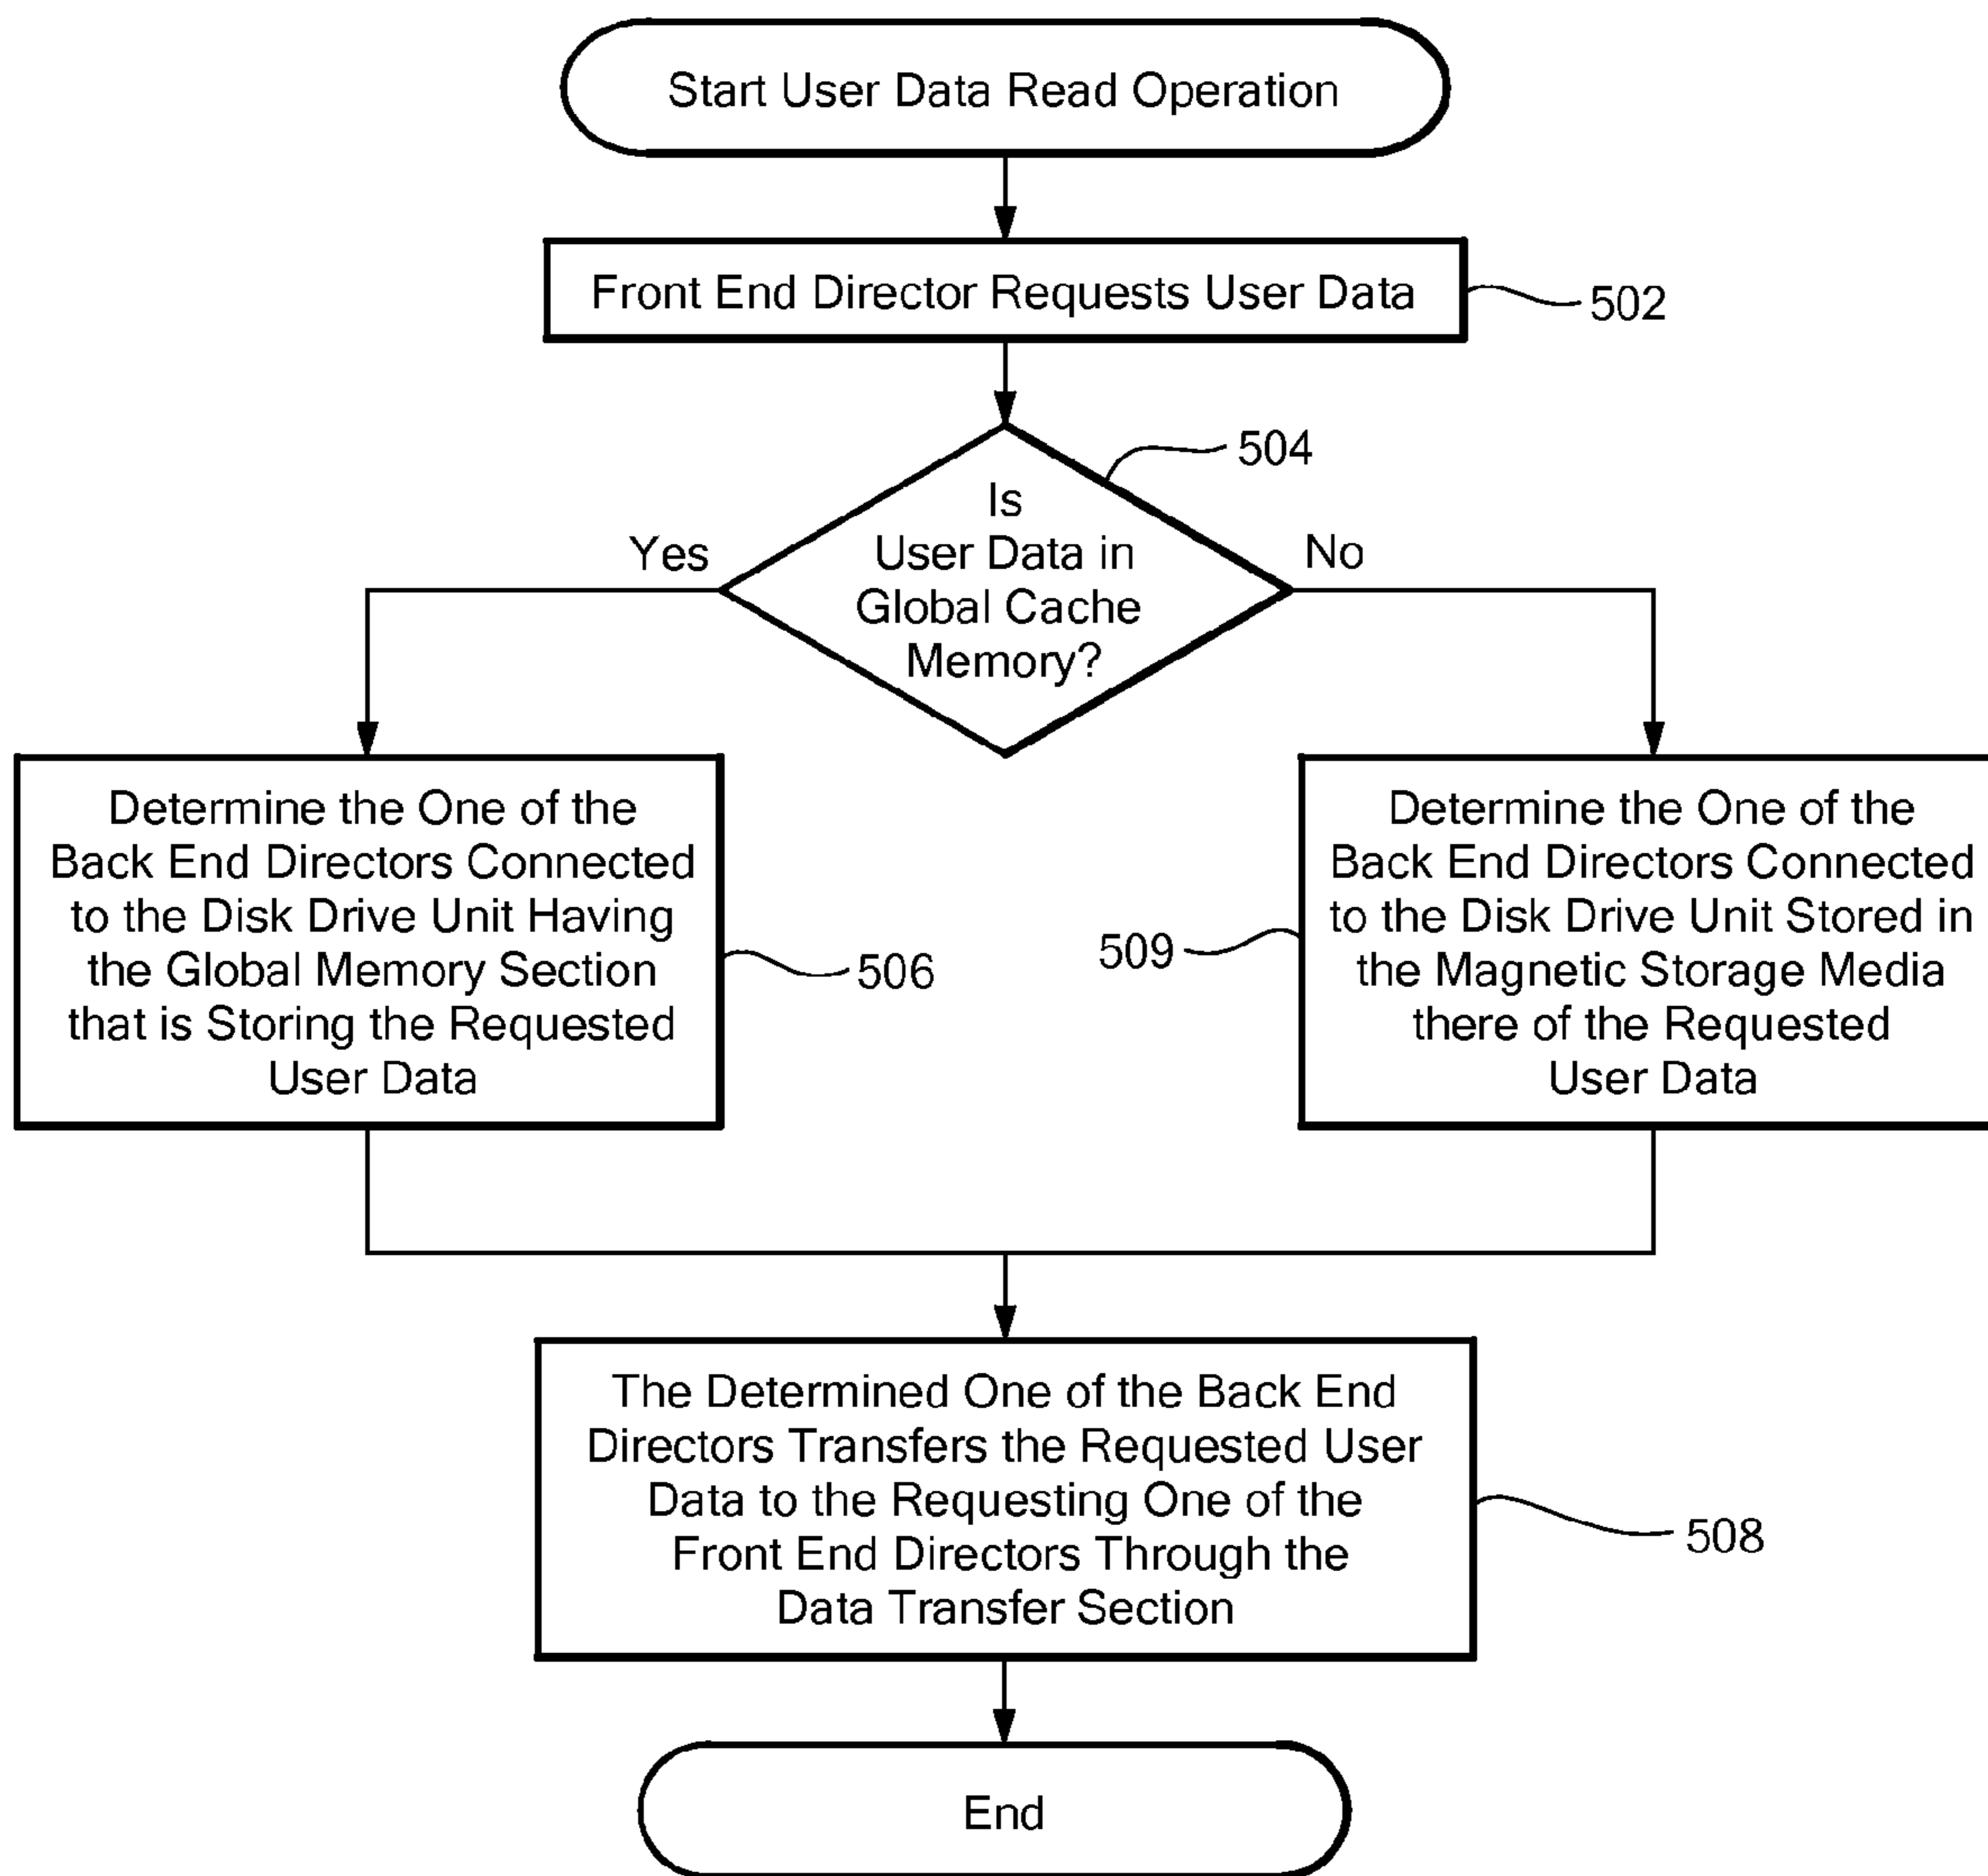 Start User Data Read Operation
Front End Director Requests User Data
502
504
Is
User Data in
Global Cache
Memory?
Yes
No
Determine the One of the
Back End Directors Connected
to the Disk Drive Unit Having
the Global Memory Section
that is Storing the Requested
User Data
506
509
Determine the One of the
Back End Directors Connected
to the Disk Drive Unit Stored in
the Magnetic Storage Media
there of the Requested
User Data
The Determined One of the Back End
Directors Transfers the Requested User
Data to the Requesting One of the
Front End Directors Through the
Data Transfer Section
508
End